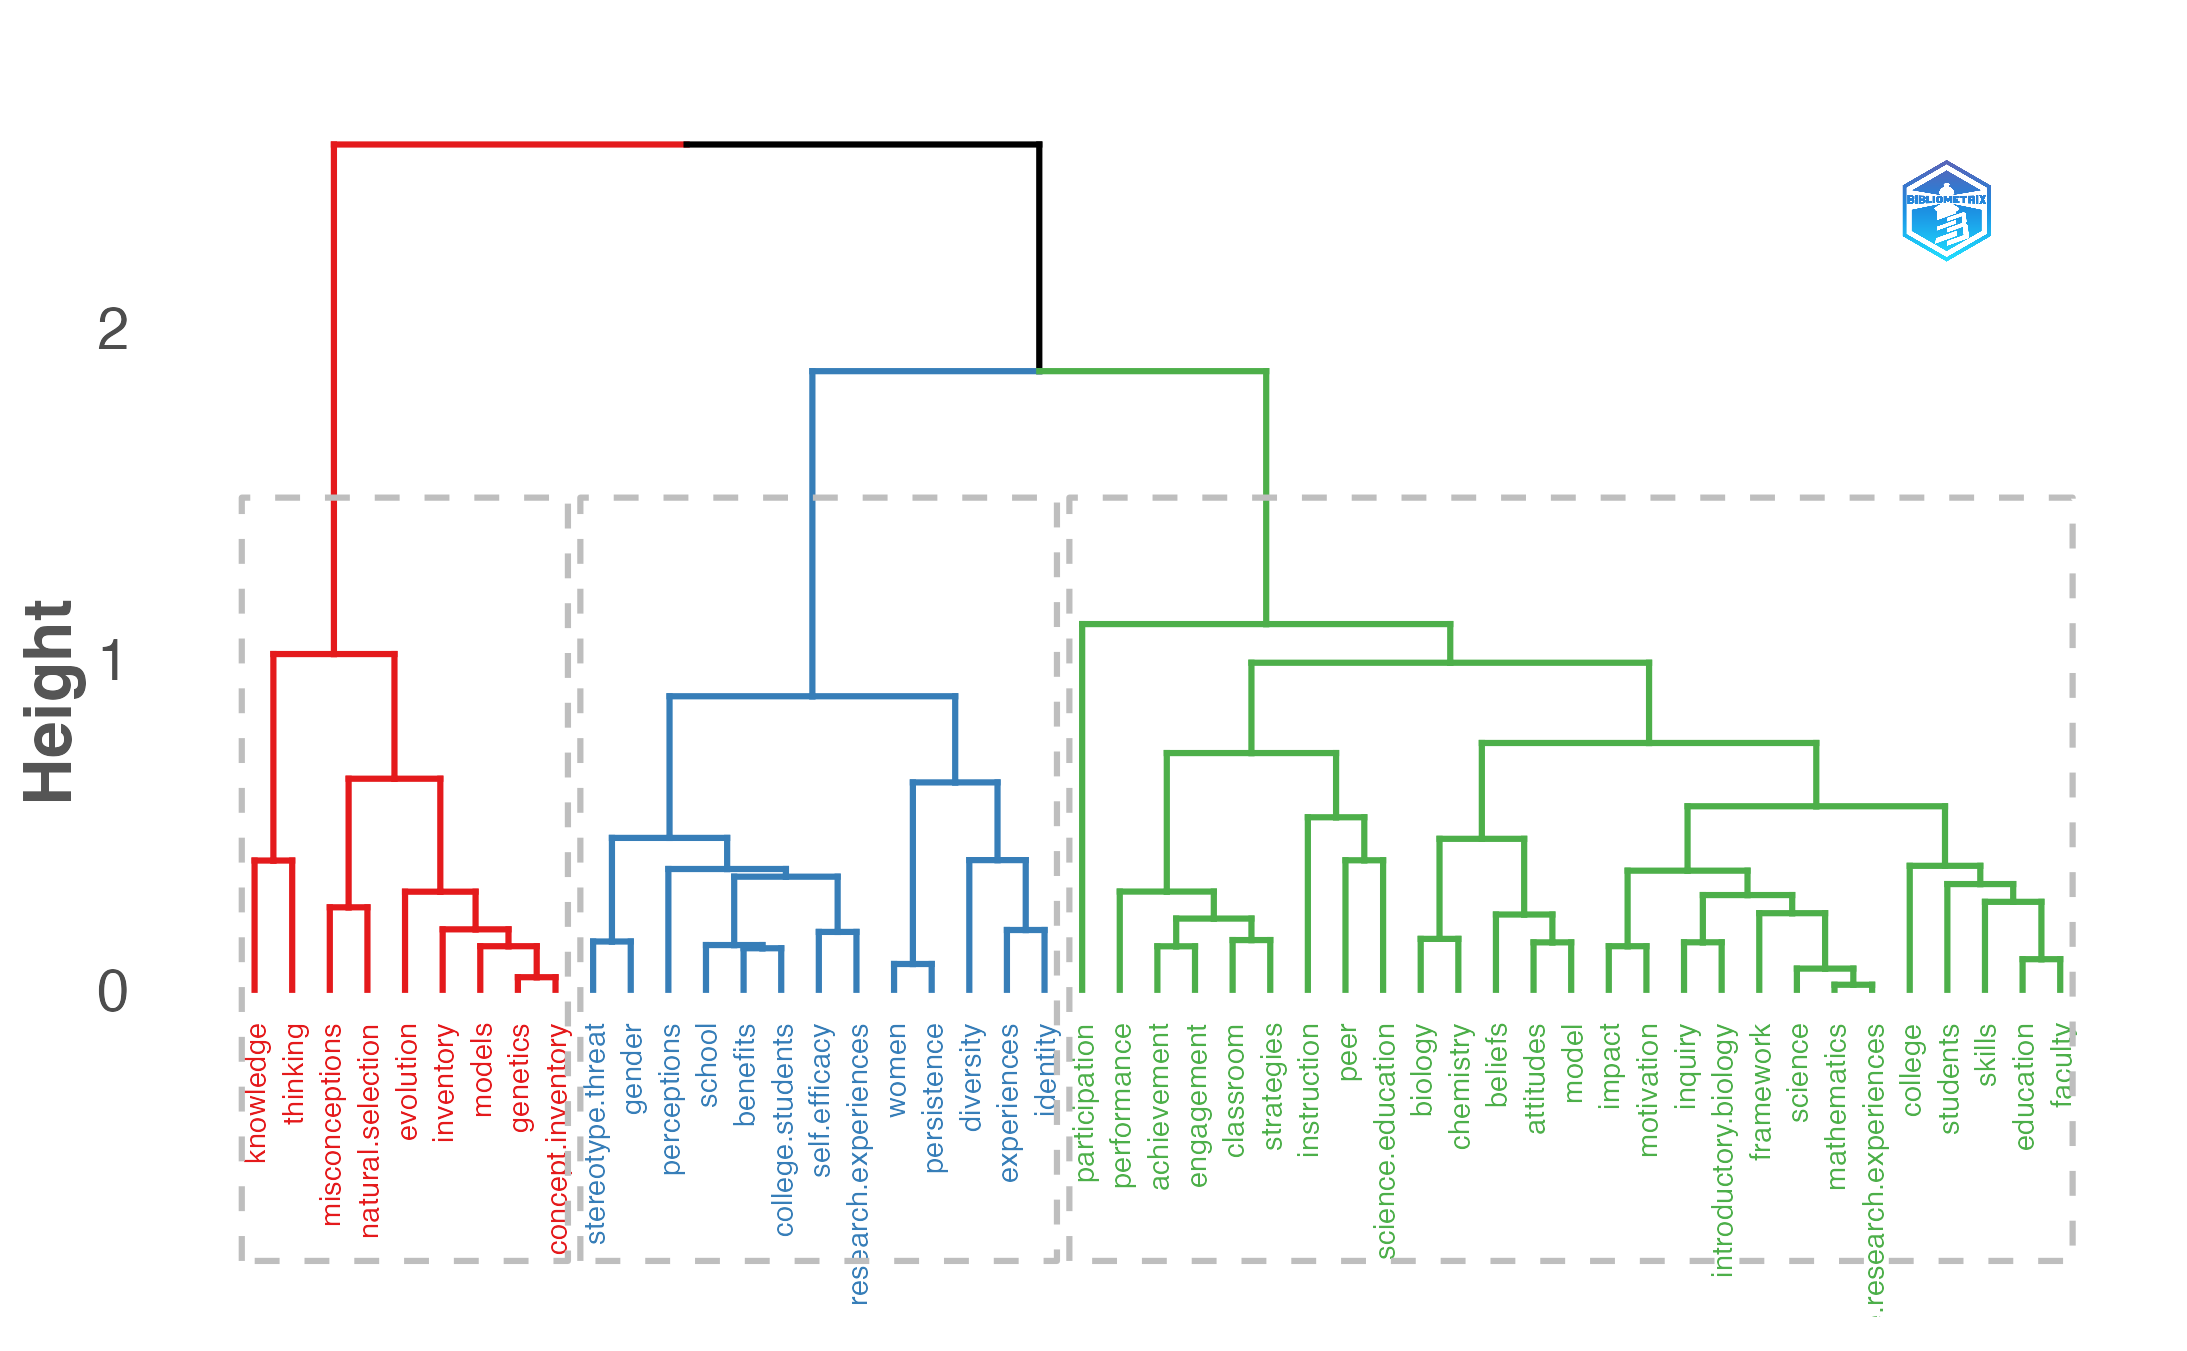 BIBLIOMETRIX
Height
2
1
0
knowledge
thinking
misconceptions
natural.selection
evolution
inventory
models
genetics
concept.inventory
stereotype.threat
gender
perceptions
school
benefits
college.students
self.efficacy
research.experiences
women
persistence
diversity
experiences
identity
participation
performance
achievement
engagement
classroom
strategies
instruction
peer
science.education
biology
chemistry
beliefs
attitudes
model
impact
motivation
inquiry
introductory.biology
framework
science
mathematics
.research.experiences
college
students
skills
education
faculty